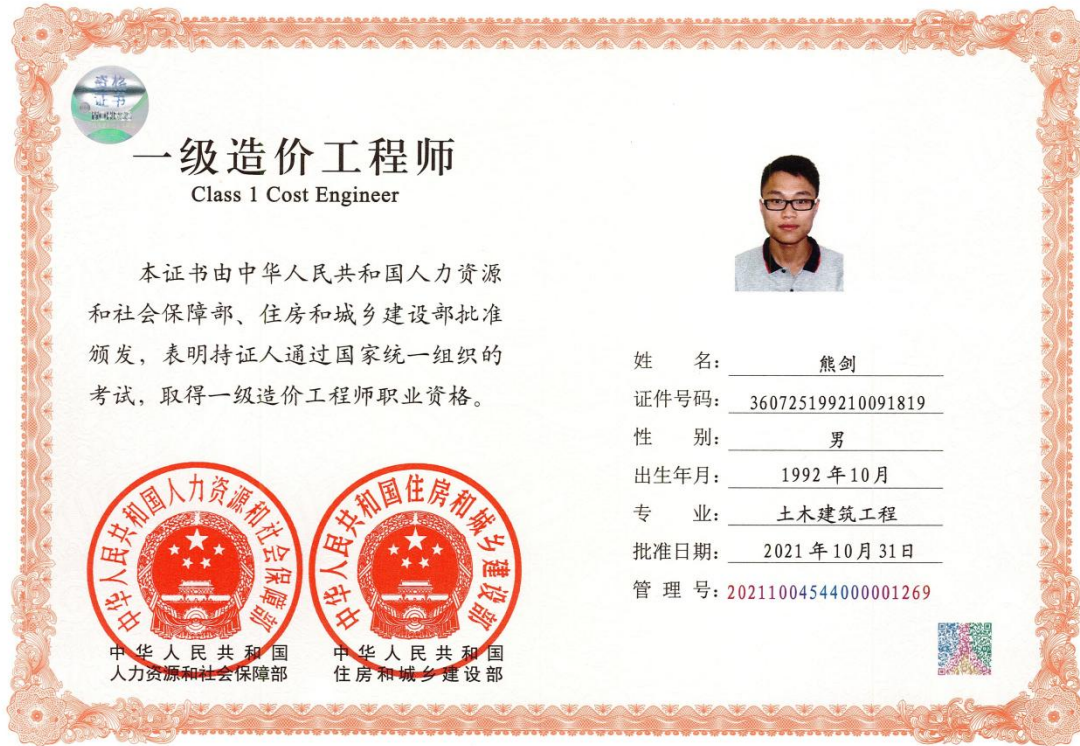 资格
证书
一级造价工程师
Class 1 Cost Engineer
本证书由中华人民共和国人力资源
和社会保障部、住房和城乡建设部批准
颁发，表明持证人通过国家统一组织的
考试，取得一级造价工程师职业资格。
中华人民共和国人力资源和社会保障部
中华人民共和国住房和城乡建设部
中华人民共和国
人力资源和社会保障部
中华人民共和国
住房和城乡建设部
姓 名：熊剑
证件号码：360725199210091819
性 别：男
出生年月：1992年10月
专 业：土木建筑工程
批准日期：2021年10月31日
管 理 号：20211004544000001269